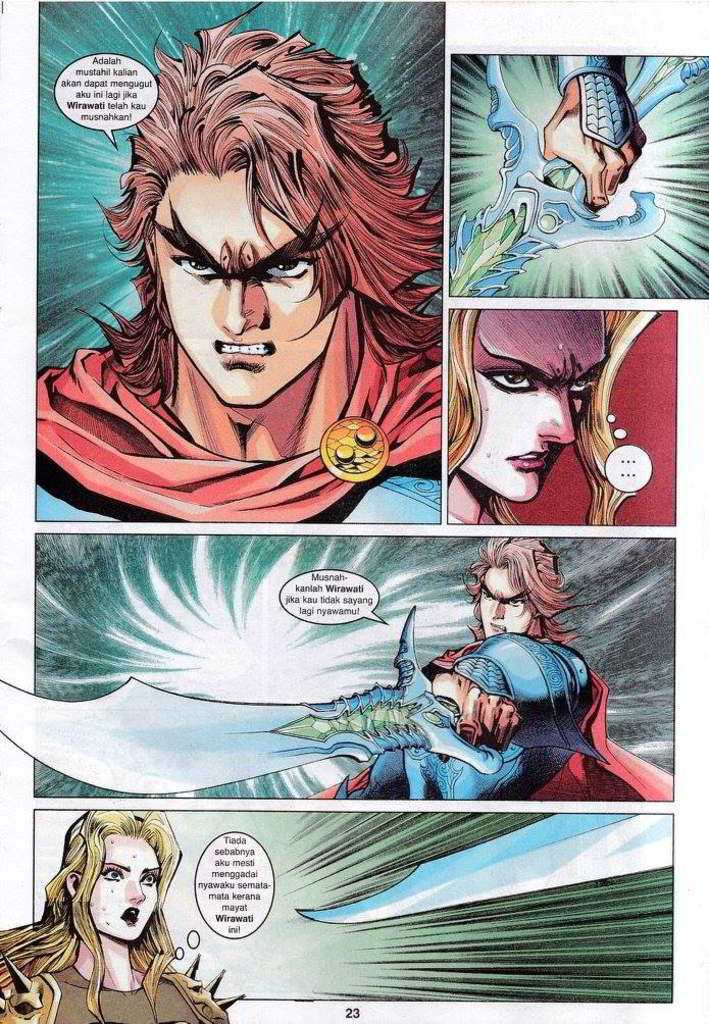 Adalah
mustahil kalian
akan dapat mengugut
aku ini lagi jika
Wirawati telah kau
musnahkan!
...
...
Musnah-
kanlah Wirawati
jika kau tidak sayang
lagi nyawamu!
Tiada
sebabnya
aku mesti
menggadai
nyawaku semata-
mata kerana
mayat
Wirawati
ini!
23